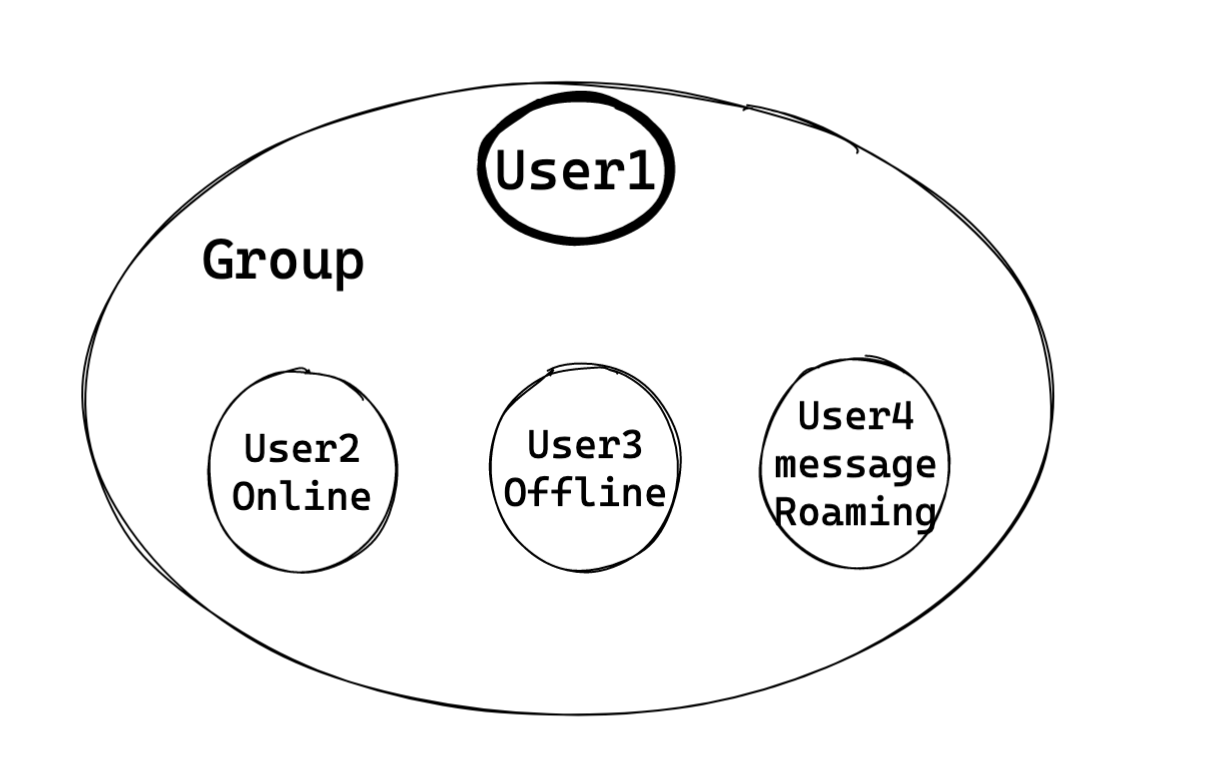 User1
Group
User2
Online
User3
Offline
User4
message
Roaming